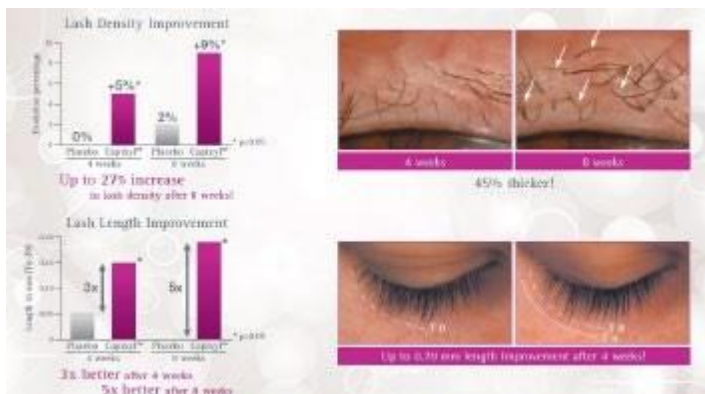 Lash Density Improvement
+9%*
+5%*
2%
0%
Placebo Capixyl™ Placebo Capixyl™
4 weeks 8 weeks
Up to 27% increase
in lash density after 8 weeks!
4 weeks
8 weeks
45% thicker!
Lash Length Improvement
3x
5x
Placebo Capixyl™ Placebo Capixyl™
4 weeks 8 weeks
3x better after 4 weeks
5x better after 8 weeks
T 0
Up to 0,70 mm length improvement after 4 weeks!